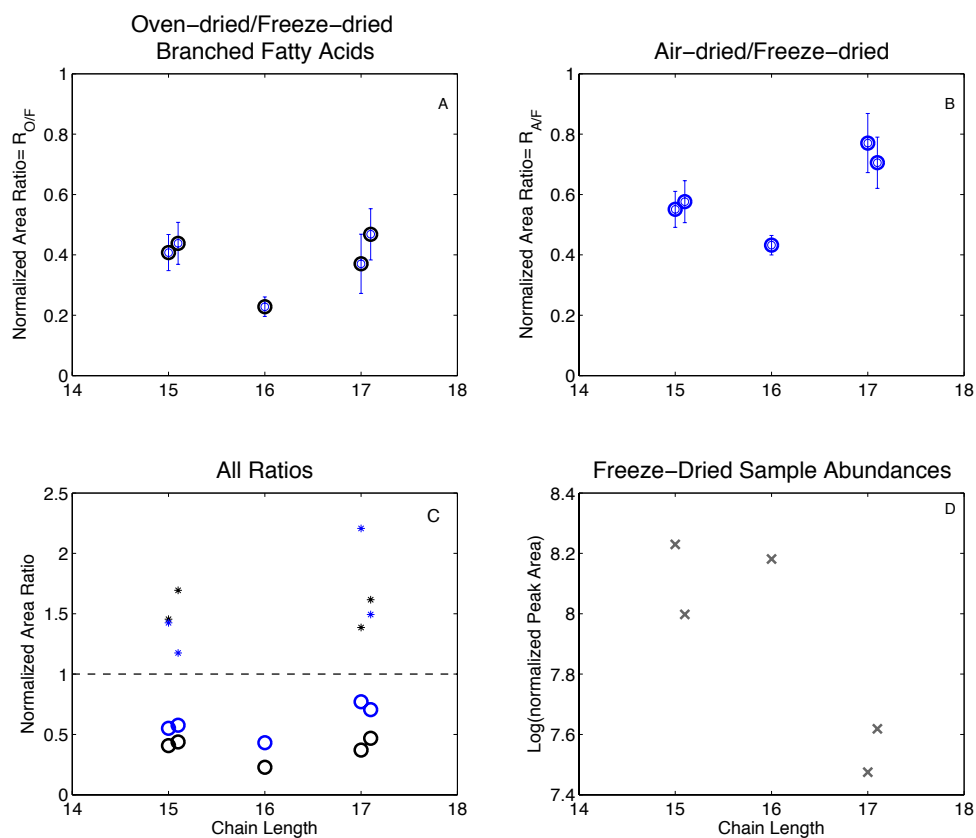 Oven-dried/Freeze-dried
Branched Fatty Acids
A
Normalized Area Ratio= R_O/F
1
0.8
0.6
0.4
0.2
0
14 15 16 17 18
Air-dried/Freeze-dried
B
Normalized Area Ratio= R_A/F
1
0.8
0.6
0.4
0.2
0
14 15 16 17 18
All Ratios
C
Normalized Area Ratio
2.5
2
1.5
1
0.5
0
14 15 16 17 18
Chain Length
Freeze-Dried Sample Abundances
D
Log(normalized Peak Area)
8.4
8.2
8
7.8
7.6
7.4
14 15 16 17 18
Chain Length